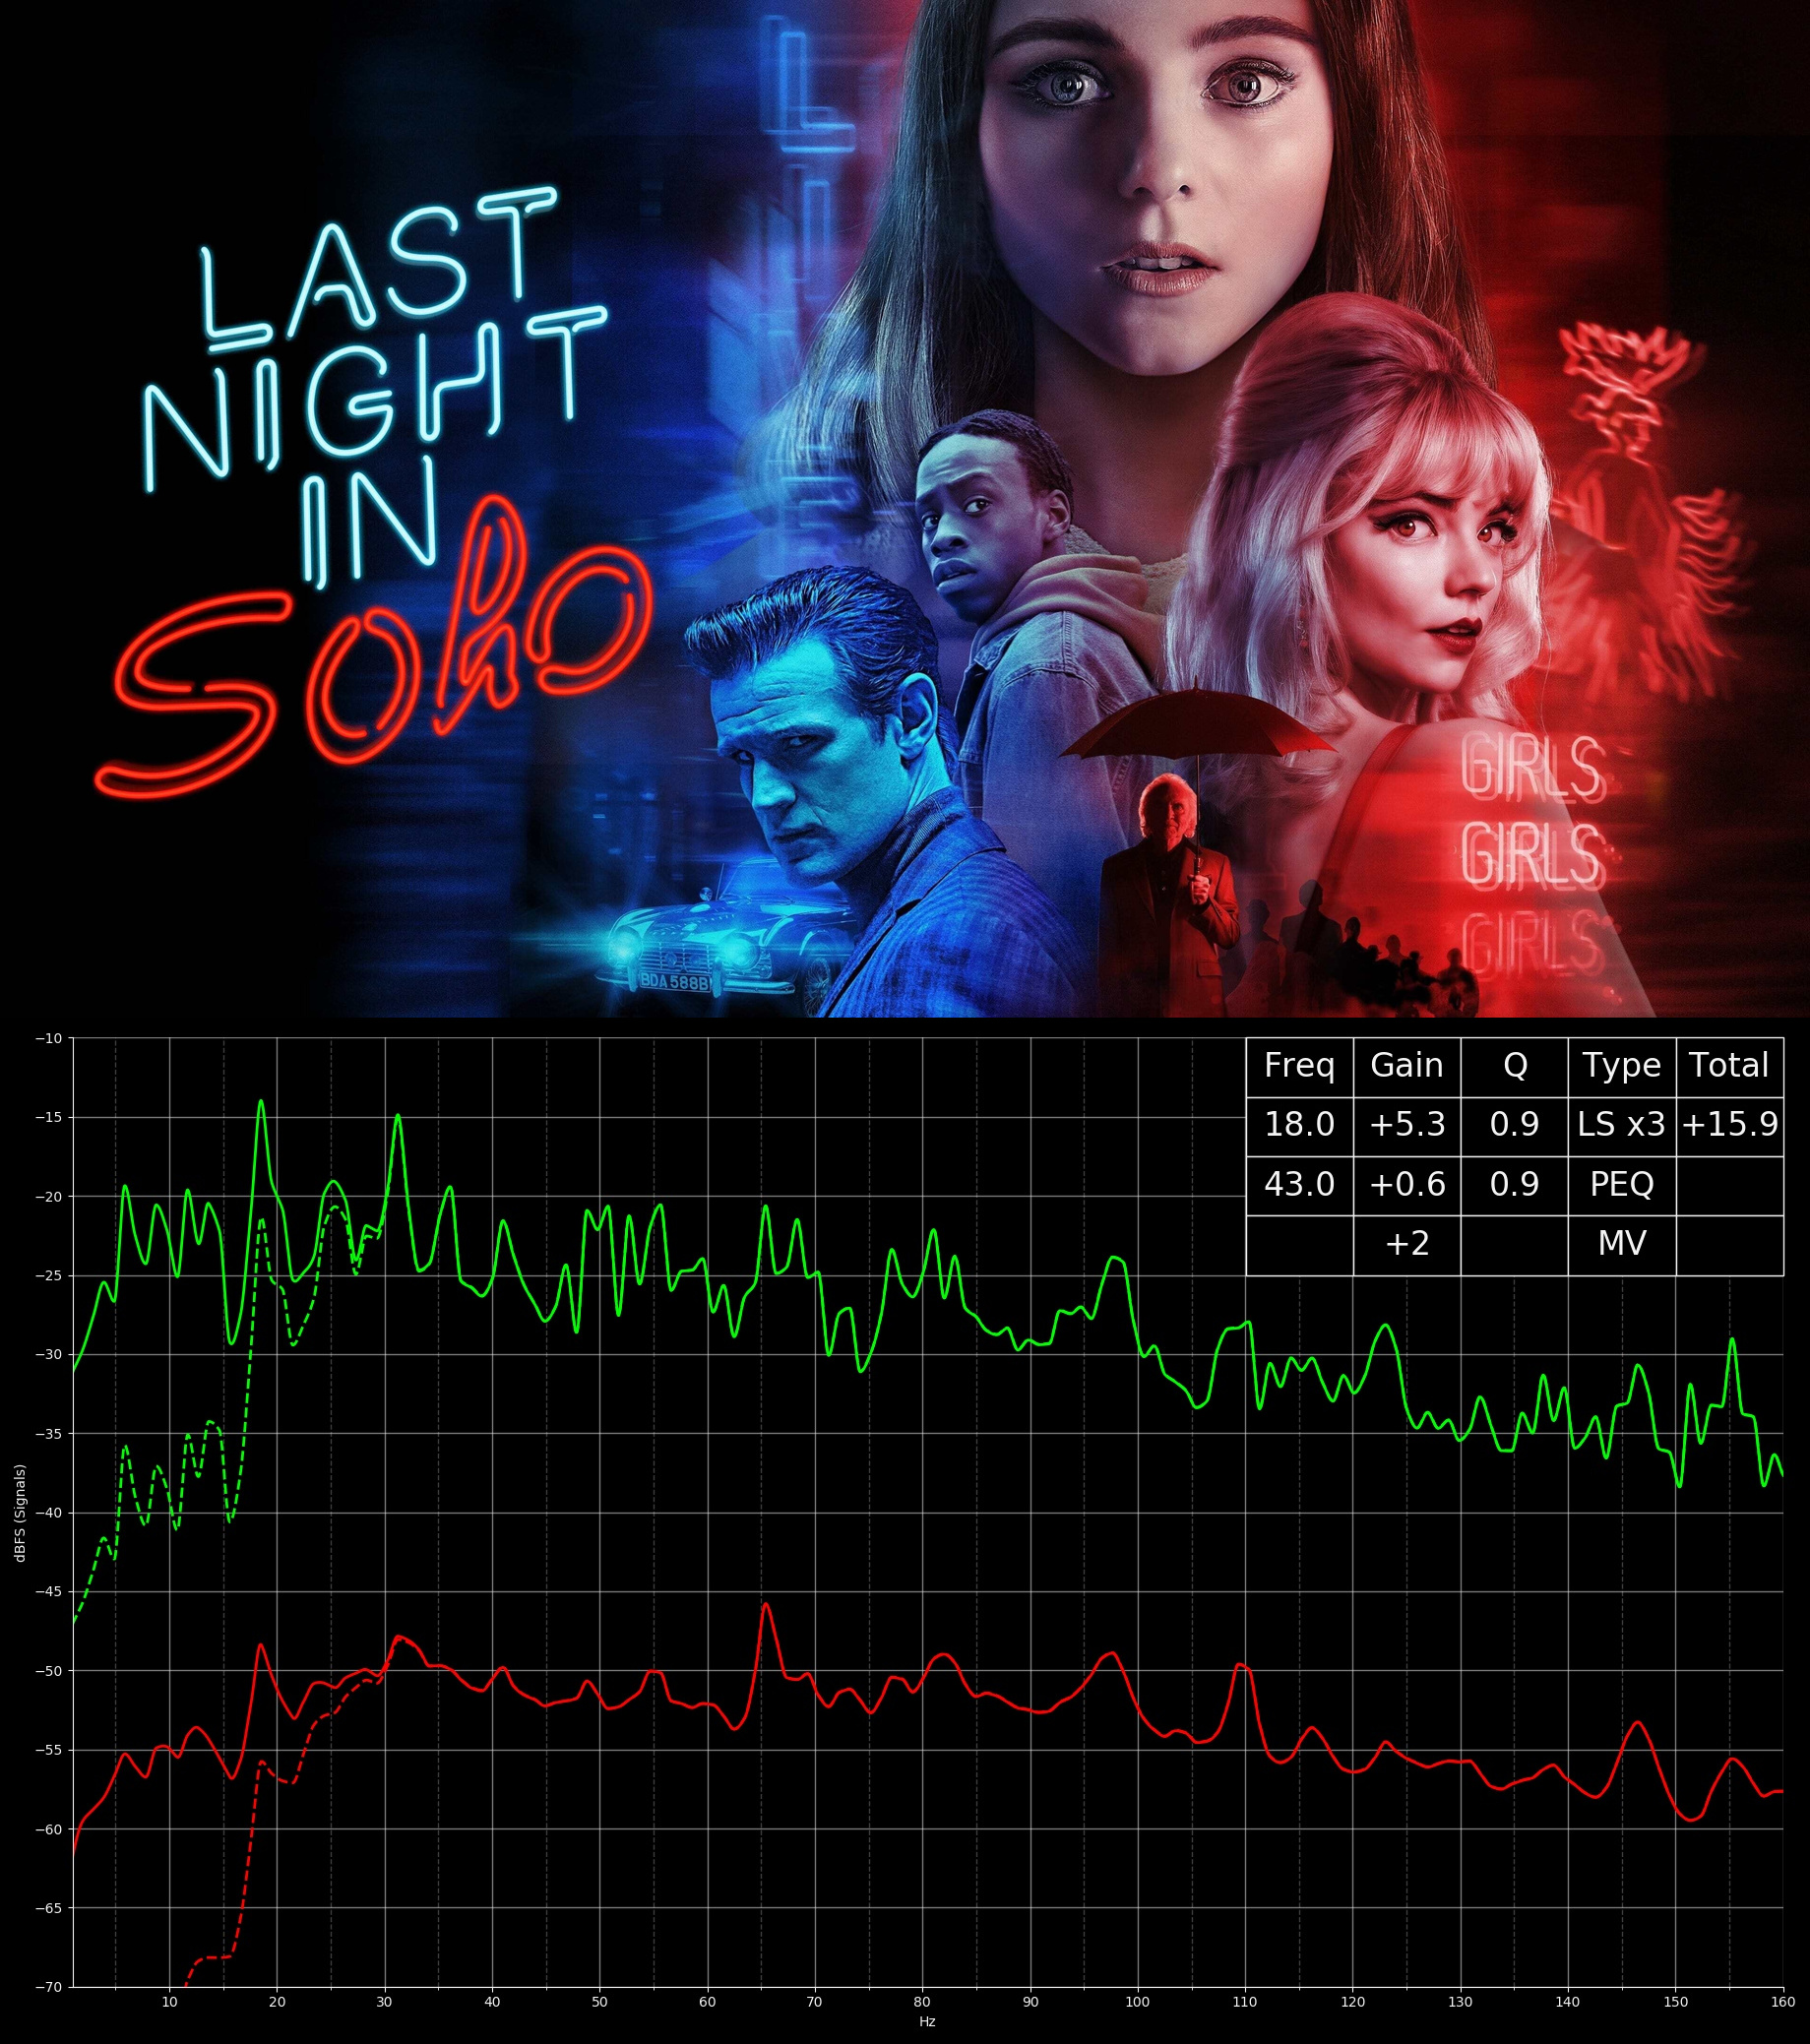 LAST
NIGHT
IN
Soho
BDA 588B
GIRLS
GIRLS
GIRLS
Freq Gain Q Type Total
18.0 +5.3 0.9 LS x3 +15.9
43.0 +0.6 0.9 PEQ
+2 MV
−10
−15
−20
−25
−30
−35
−40
−45
−50
−55
−60
−65
−70
dBFS (Signals)
10 20 30 40 50 60 70 80 90 100 110 120 130 140 150 160
Hz